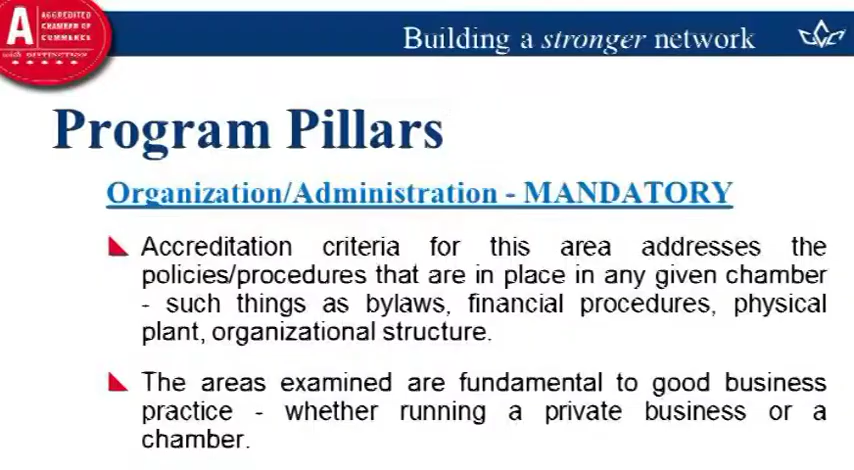 A
ACCREDITED
CHAMBER OF
COMMERCE
with DISTINCTION
Building a stronger network
Program Pillars
Organization/Administration - MANDATORY
Accreditation criteria for this area addresses the
policies/procedures that are in place in any given chamber
- such things as bylaws, financial procedures, physical
plant, organizational structure.
The areas examined are fundamental to good business
practice - whether running a private business or a
chamber.